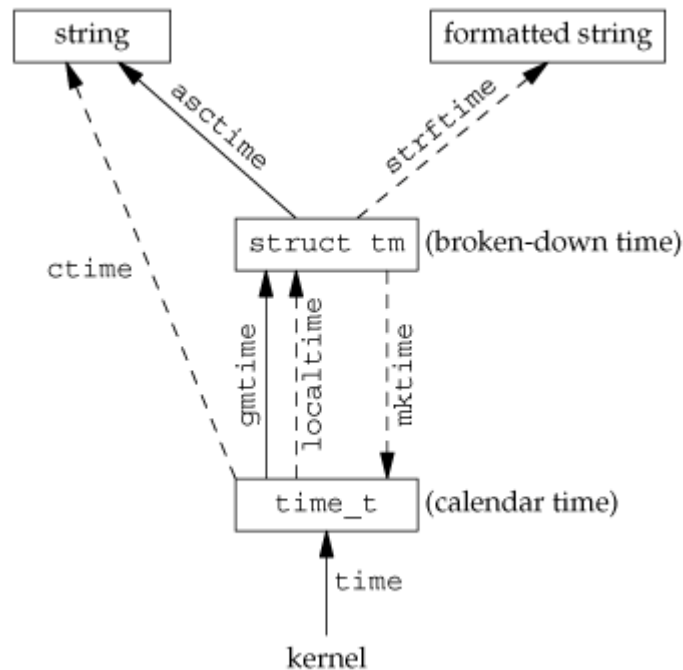 string
formatted string
asctime
strftime
struct tm (broken-down time)
ctime
gmtime
localtime
mktime
time_t (calendar time)
time
kernel